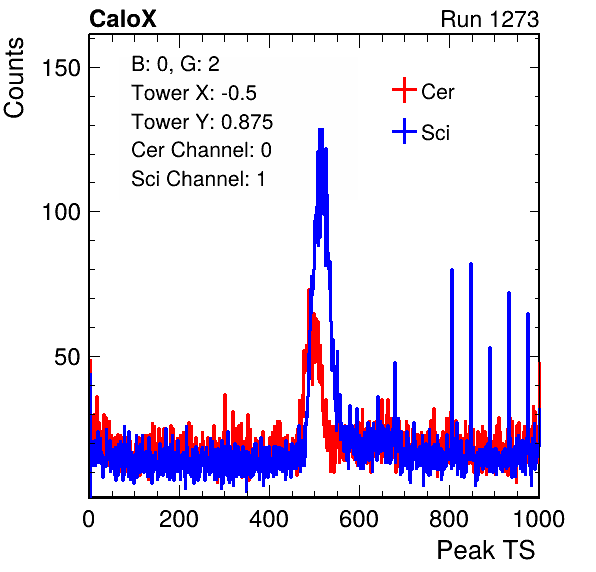 CaloX Run 1273
Counts
150
100
50
B: 0, G: 2
Tower X: -0.5
Tower Y: 0.875
Cer Channel: 0
Sci Channel: 1
Cer
Sci
0 200 400 600 800 1000
Peak TS